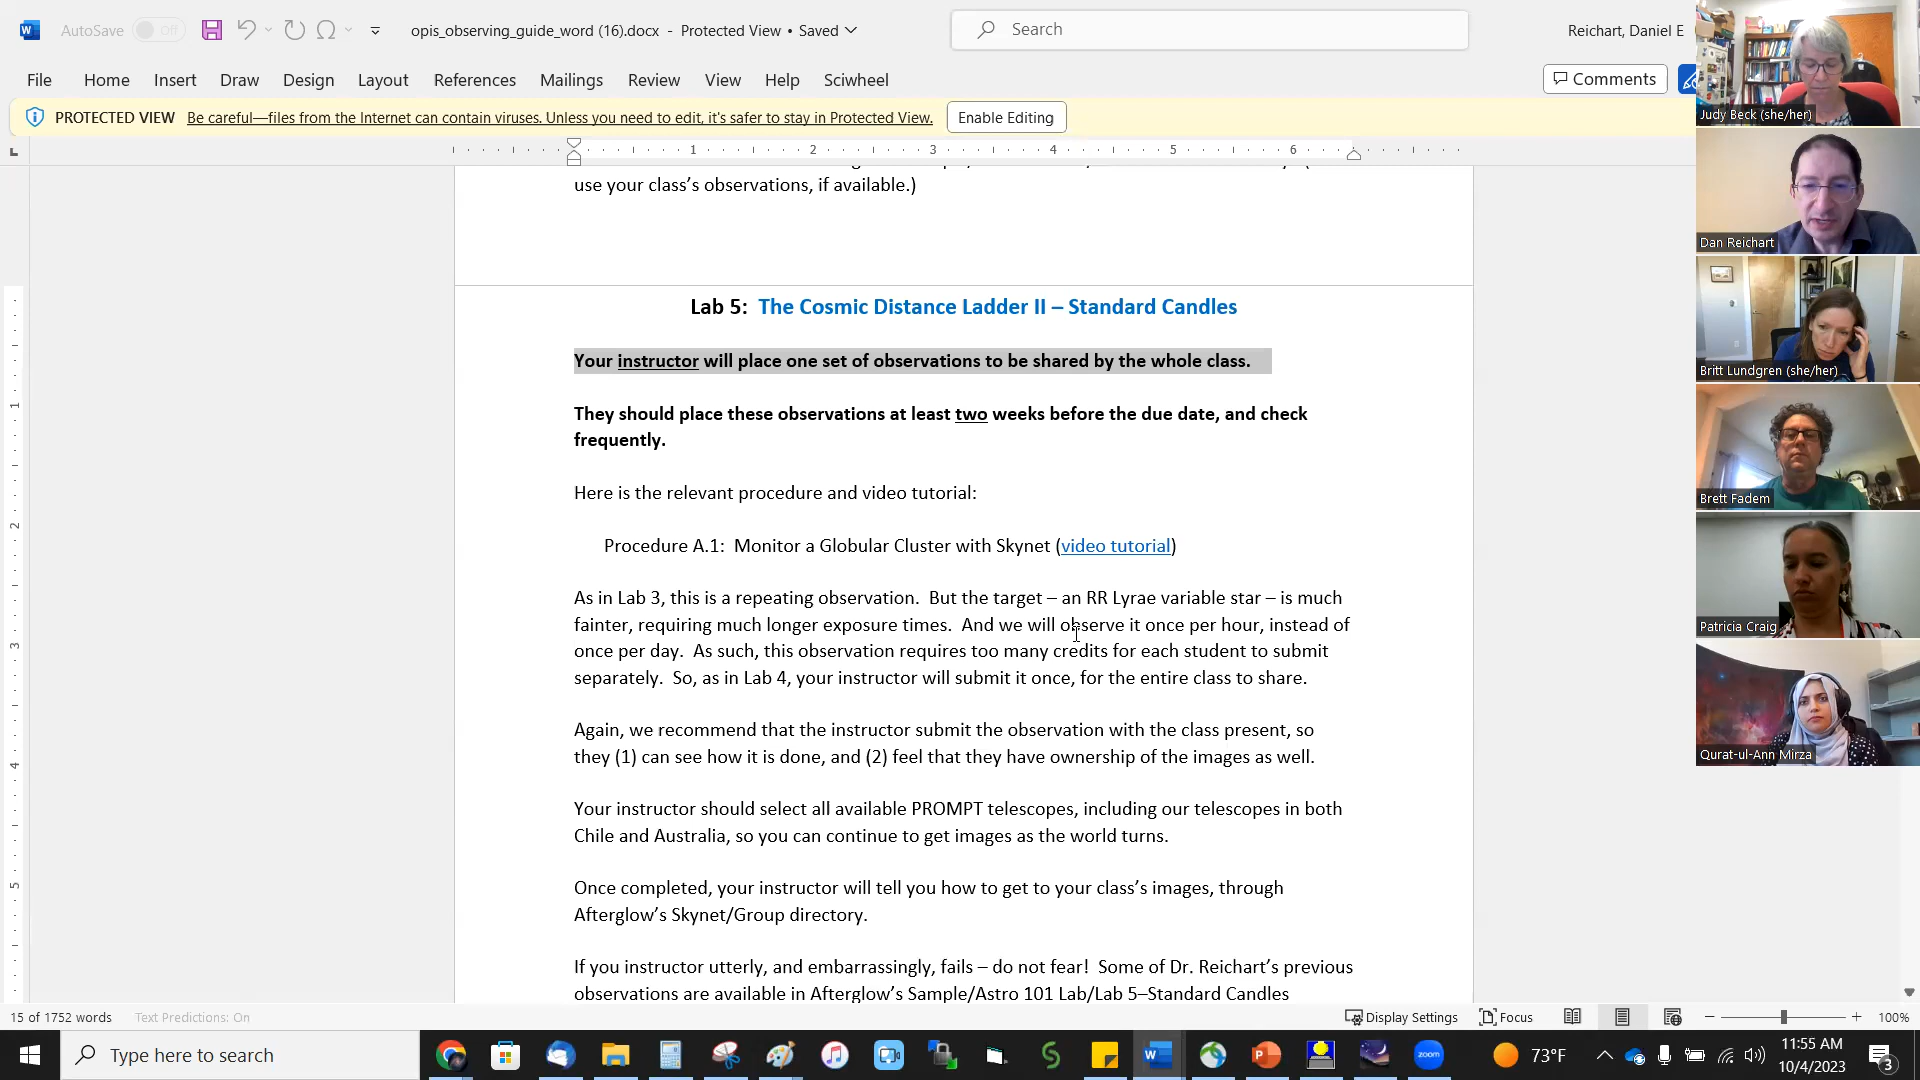 AutoSave Off opis_observing_guide_word (16).docx - Protected View • Saved Search Reichart, Daniel E
File Home Insert Draw Design Layout References Mailings Review View Help Sciwheel Comments
PROTECTED VIEW Be careful—files from the Internet can contain viruses. Unless you need to edit, it's safer to stay in Protected View. Enable Editing
1 2 3 4 5 6
use your class's observations, if available.)
Lab 5: The Cosmic Distance Ladder II – Standard Candles
Your instructor will place one set of observations to be shared by the whole class.
They should place these observations at least two weeks before the due date, and check
frequently.
Here is the relevant procedure and video tutorial:
Procedure A.1: Monitor a Globular Cluster with Skynet (video tutorial)
As in Lab 3, this is a repeating observation. But the target – an RR Lyrae variable star – is much
fainter, requiring much longer exposure times. And we will observe it once per hour, instead of
once per day. As such, this observation requires too many credits for each student to submit
separately. So, as in Lab 4, your instructor will submit it once, for the entire class to share.
Again, we recommend that the instructor submit the observation with the class present, so
they (1) can see how it is done, and (2) feel that they have ownership of the images as well.
Your instructor should select all available PROMPT telescopes, including our telescopes in both
Chile and Australia, so you can continue to get images as the world turns.
Once completed, your instructor will tell you how to get to your class's images, through
Afterglow's Skynet/Group directory.
If you instructor utterly, and embarrassingly, fails – do not fear! Some of Dr. Reichart's previous
observations are available in Afterglow's Sample/Astro 101 Lab/Lab 5–Standard Candles
1
2
3
4
5
Judy Beck (she/her)
Dan Reichart
Britt Lundgren (she/her)
Brett Fadem
Patricia Craig
Qurat-ul-Ann Mirza
15 of 1752 words Text Predictions: On Display Settings Focus 100%
Type here to search zoom 73°F 11:55 AM
10/4/2023 3